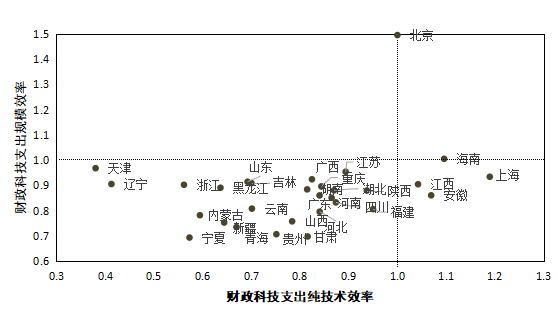 财政科技支出规模效率
1.5
1.4
1.3
1.2
1.1
1.0
0.9
0.8
0.7
0.6
北京
海南
上海
天津
辽宁
浙江
黑龙江
山东
吉林
广西
江苏
重庆
湖南
湖北
陕西
江西
安徽
内蒙古
云南
广东
河南
四川
福建
新疆
山西
河北
宁夏
青海
贵州
甘肃
0.3
0.4
0.5
0.6
0.7
0.8
0.9
1.0
1.1
1.2
1.3
财政科技支出纯技术效率